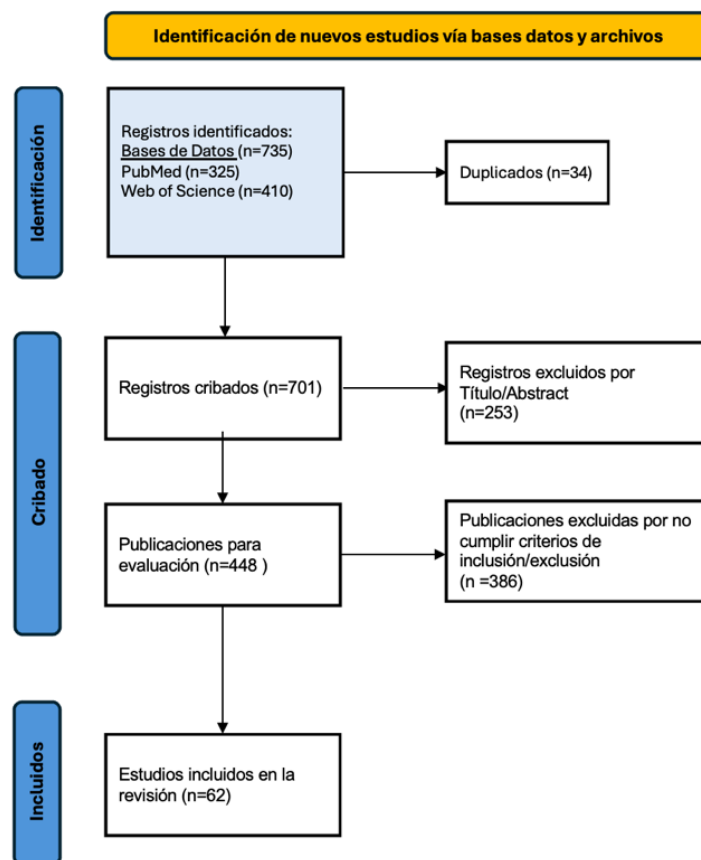 Identificación de nuevos estudios vía bases datos y archivos
Identificación
Registros identificados:
Bases de Datos (n=735)
PubMed (n=325)
Web of Science (n=410)
Duplicados (n=34)
Cribado
Registros cribados (n=701)
Registros excluidos por
Título/Abstract
(n=253)
Publicaciones para
evaluación (n=448 )
Publicaciones excluidas por no
cumplir criterios de
inclusión/exclusión
(n =386)
Incluidos
Estudios incluidos en la
revisión (n=62)